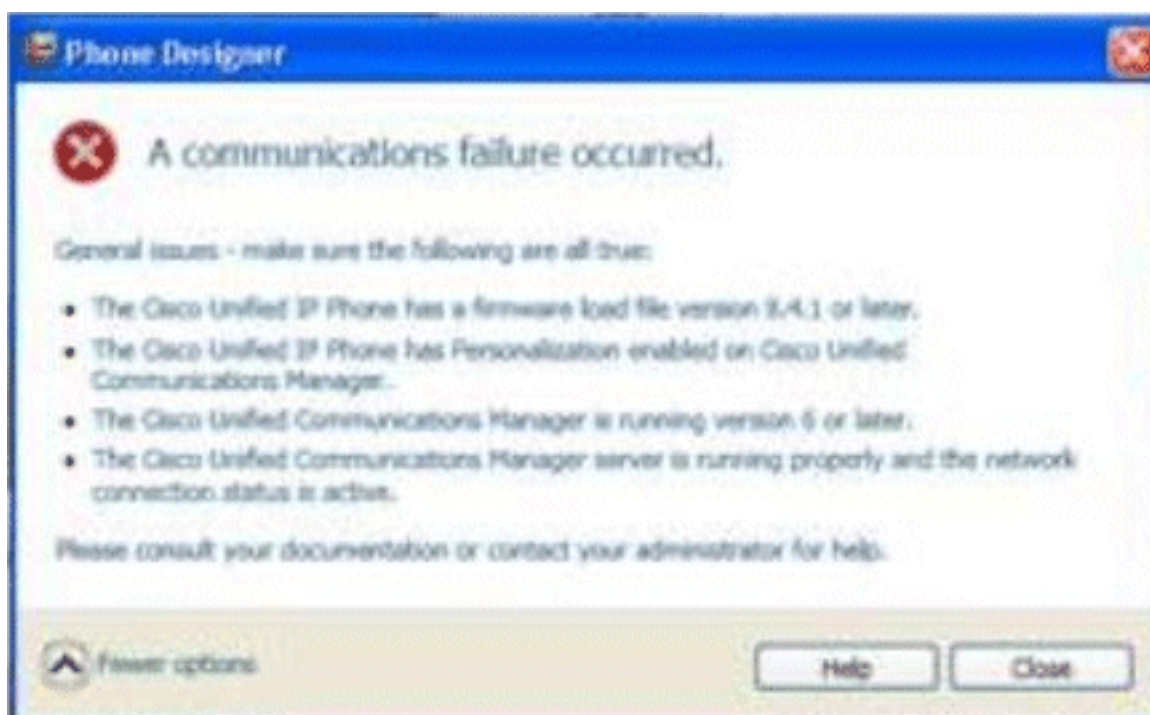 Phone Designer
A communications failure occurred.
General issues - make sure the following are all true:
• The Cisco Unified IP Phone has a firmware load file version 8.4.1 or later.
• The Cisco Unified IP Phone has Personalization enabled on Cisco Unified
Communications Manager.
• The Cisco Unified Communications Manager is running version 6 or later.
• The Cisco Unified Communications Manager server is running properly and the network
connection status is active.
Please consult your documentation or contact your administrator for help.
Fewer options
Help
Close